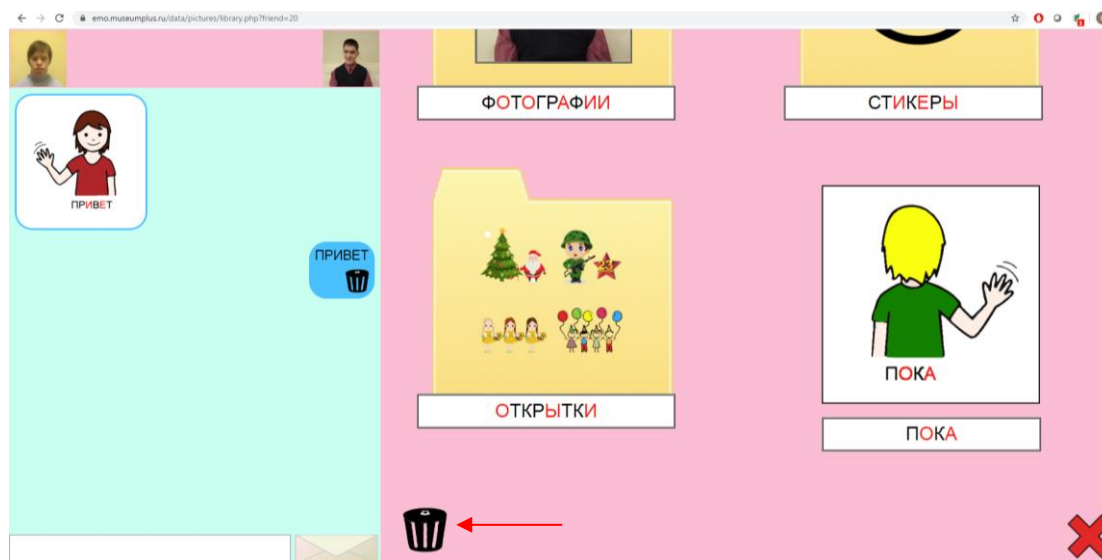 emo.museumplus.ru/data/pictures/library.php?friend=20
ПРИВЕТ
ПРИВЕТ
ФОТОГРАФИИ
СТИКЕРЫ
ОТКРЫТКИ
ПОКА
ПОКА